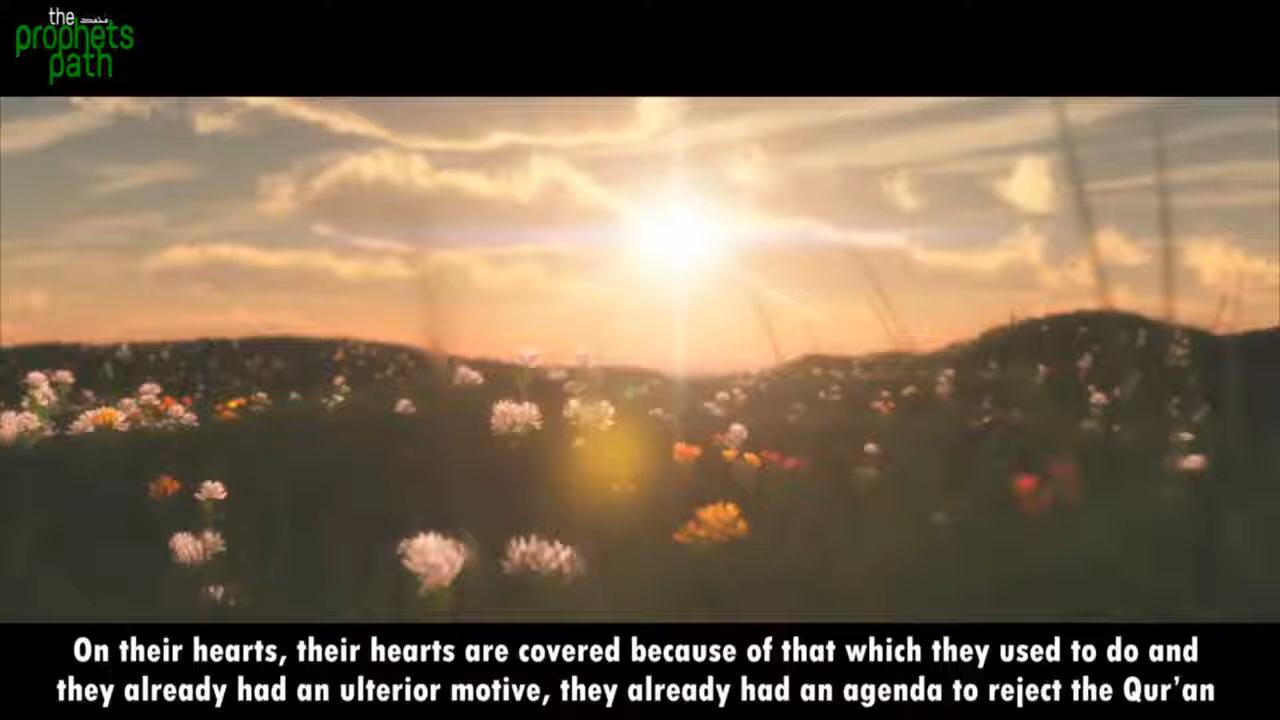 the محمد
prophets
path
On their hearts, their hearts are covered because of that which they used to do and
they already had an ulterior motive, they already had an agenda to reject the Qur'an